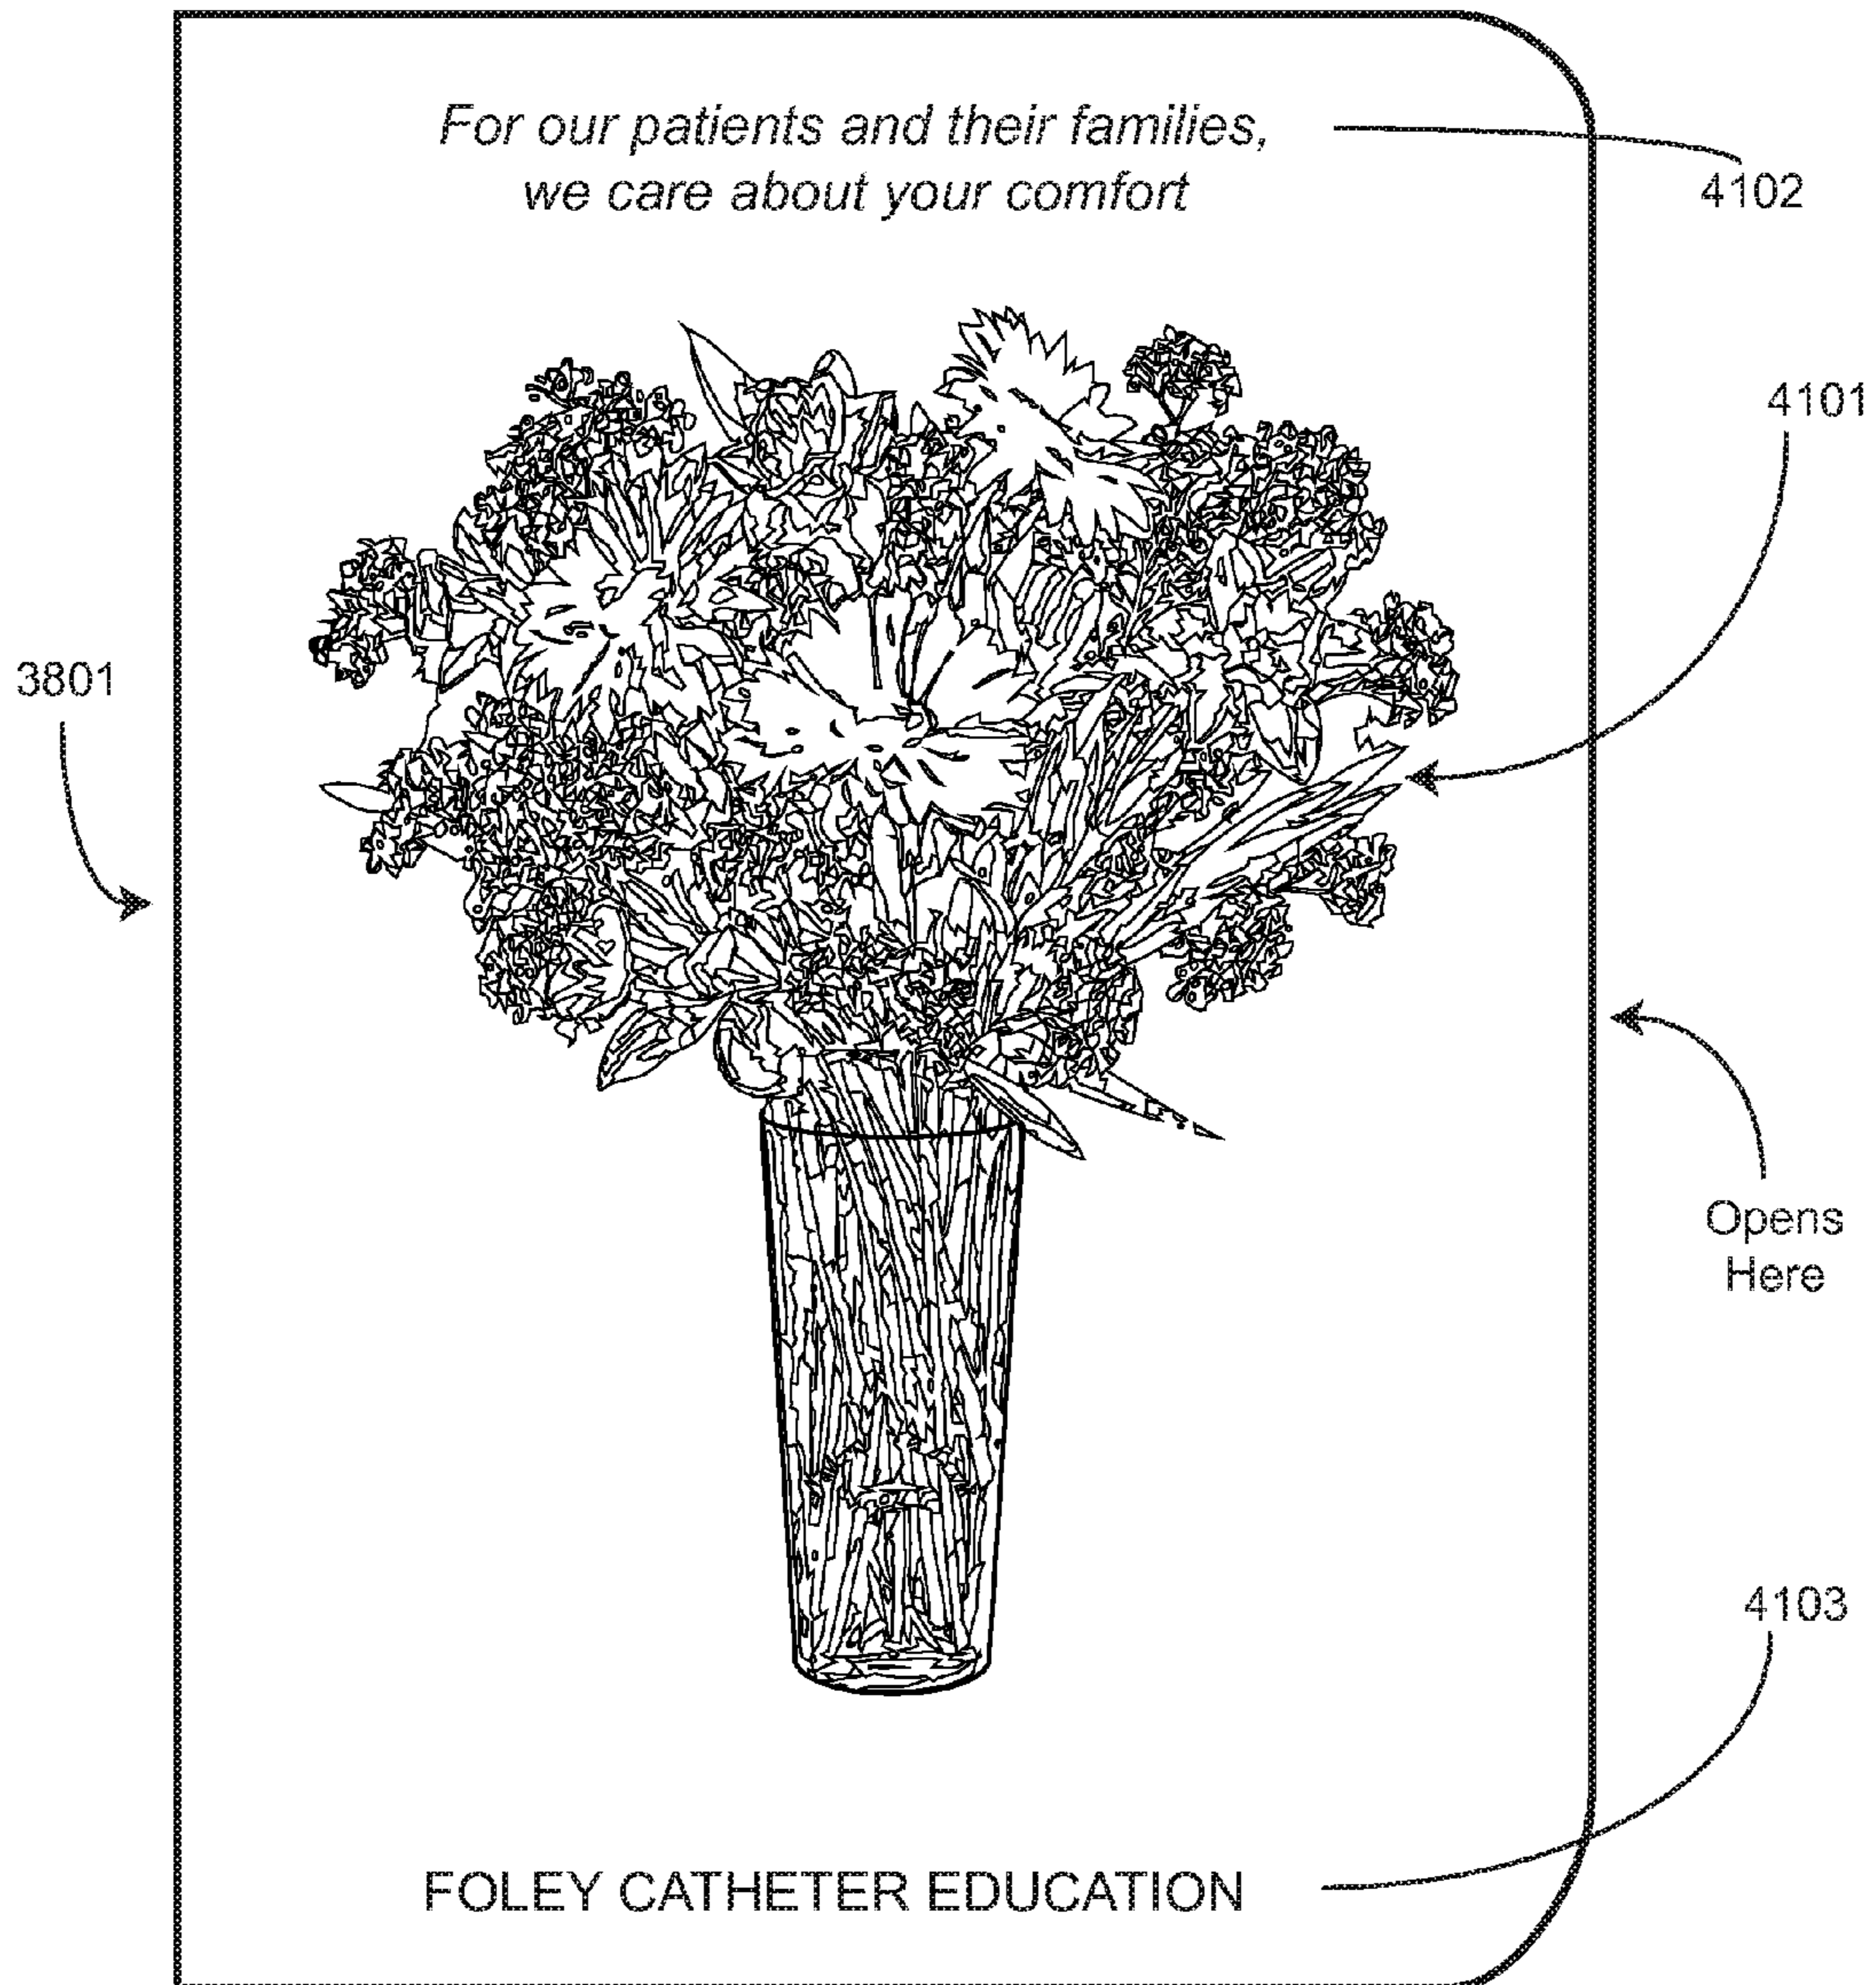 For our patients and their families,
we care about your comfort
4102
4101
3801
Opens
Here
4103
FOLEY CATHETER EDUCATION